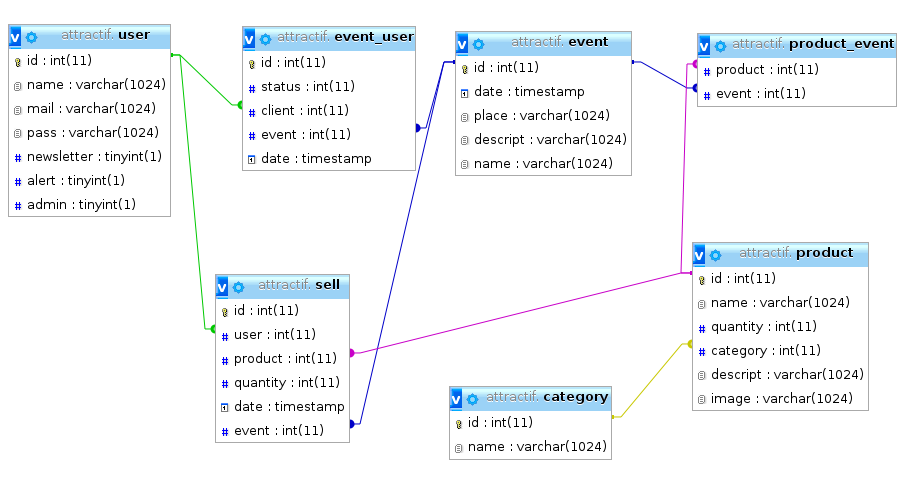 attractif. user
id : int(11)
name : varchar(1024)
mail : varchar(1024)
pass : varchar(1024)
newsletter : tinyint(1)
alert : tinyint(1)
admin : tinyint(1)
attractif. event_user
id : int(11)
status : int(11)
client : int(11)
event : int(11)
date : timestamp
attractif. event
id : int(11)
date : timestamp
place : varchar(1024)
descript : varchar(1024)
name : varchar(1024)
attractif. product_event
product : int(11)
event : int(11)
attractif. sell
id : int(11)
user : int(11)
product : int(11)
quantity : int(11)
date : timestamp
event : int(11)
attractif. category
id : int(11)
name : varchar(1024)
attractif. product
id : int(11)
name : varchar(1024)
quantity : int(11)
category : int(11)
descript : varchar(1024)
image : varchar(1024)